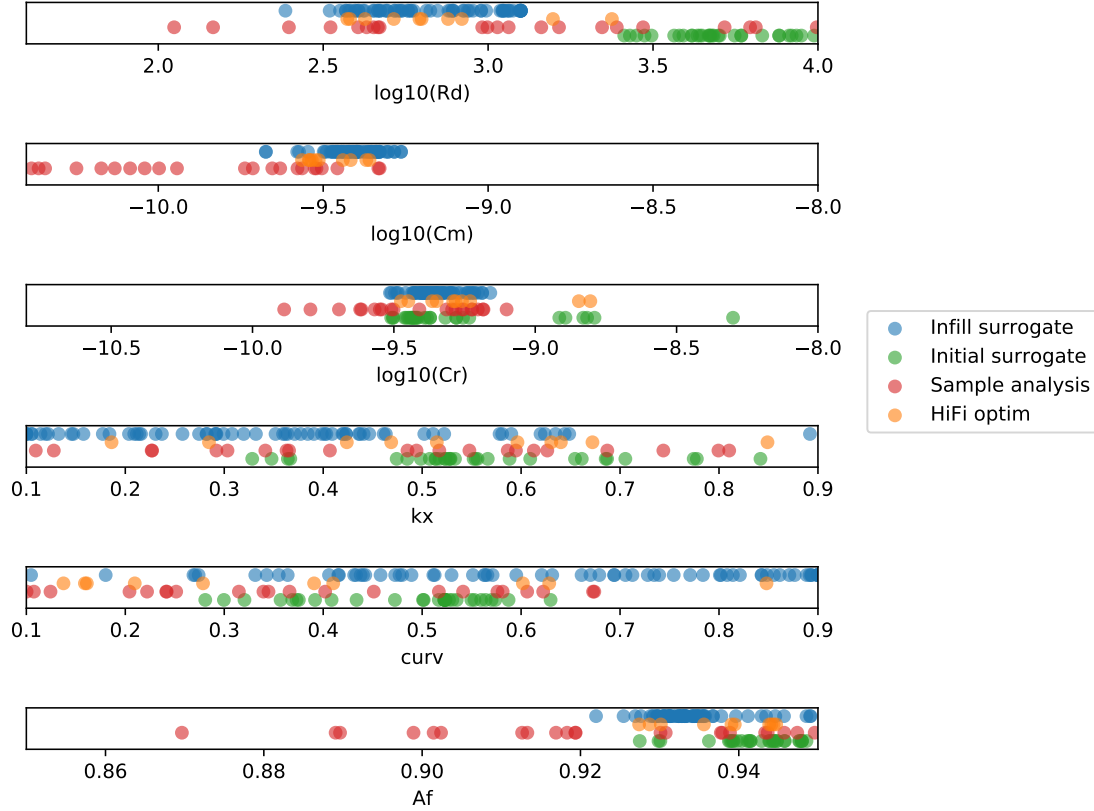 2.0 2.5 3.0 3.5 4.0
log10(Rd)
−10.0 −9.5 −9.0 −8.5 −8.0
log10(Cm)
−10.5 −10.0 −9.5 −9.0 −8.5 −8.0
log10(Cr)
Infill surrogate
Initial surrogate
Sample analysis
HiFi optim
0.1 0.2 0.3 0.4 0.5 0.6 0.7 0.8 0.9
kx
0.1 0.2 0.3 0.4 0.5 0.6 0.7 0.8 0.9
curv
0.86 0.88 0.90 0.92 0.94
Af